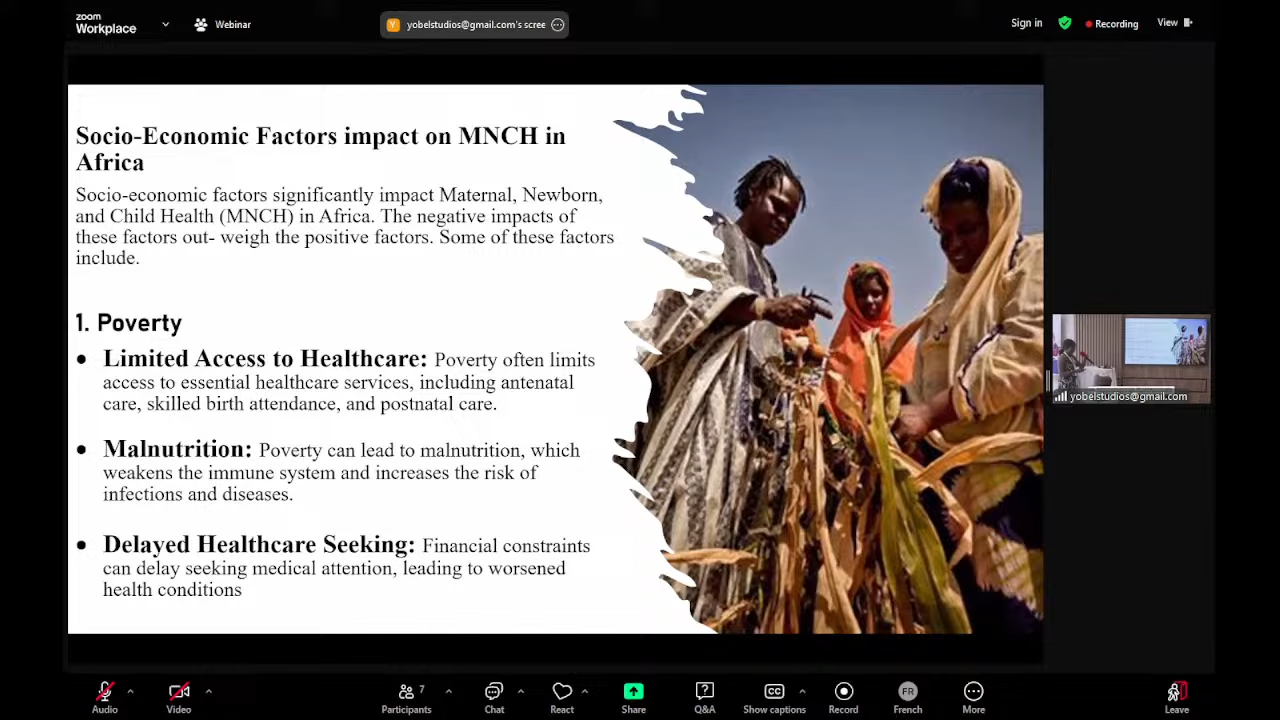 zoom
Workplace
Webinar
yobelstudios@gmail.com's scree
Sign in
Recording
View
Socio-Economic Factors impact on MNCH in
Africa
Socio-economic factors significantly impact Maternal, Newborn,
and Child Health (MNCH) in Africa. The negative impacts of
these factors out- weigh the positive factors. Some of these factors
include.
1. Poverty
• Limited Access to Healthcare: Poverty often limits
access to essential healthcare services, including antenatal
care, skilled birth attendance, and postnatal care.
• Malnutrition: Poverty can lead to malnutrition, which
weakens the immune system and increases the risk of
infections and diseases.
• Delayed Healthcare Seeking: Financial constraints
can delay seeking medical attention, leading to worsened
health conditions
yobelstudios@gmail.com
Audio
Video
Participants
7
Chat
React
Share
Q&A
CC
Show captions
Record
FR
French
More
Leave